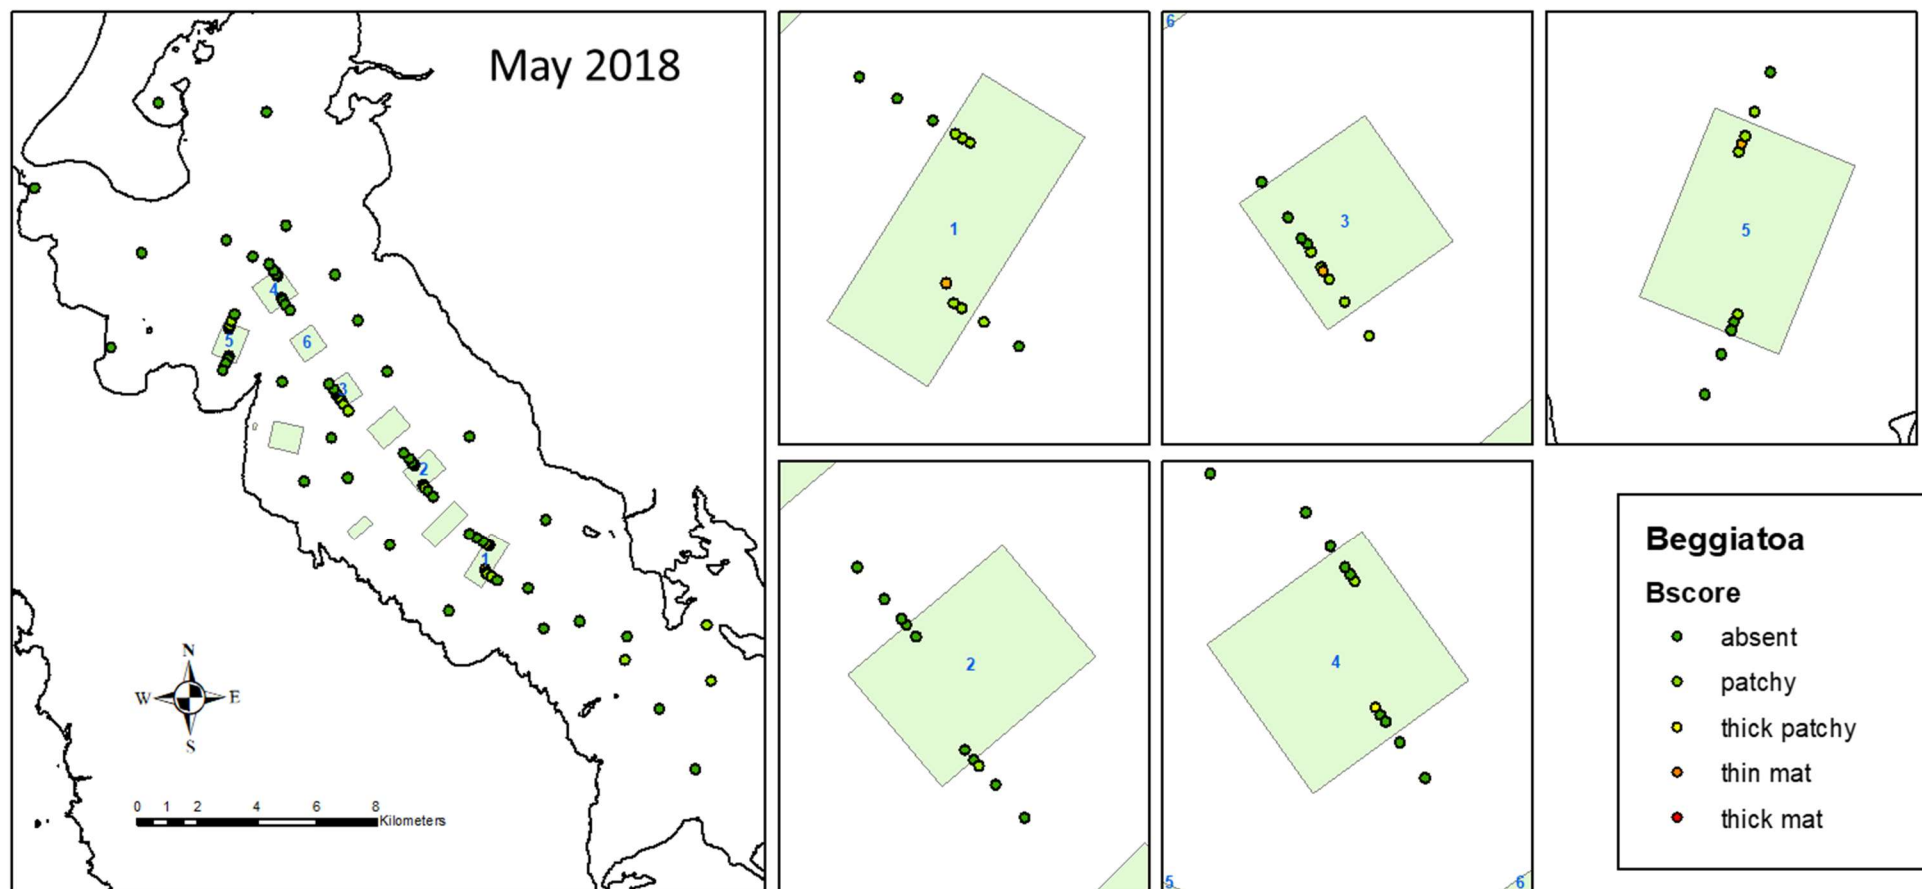 May 2018
4
5
6
3
2
1
N
W
E
S
0 1 2 4 6 8
Kilometers
1
6
3
5
2
4
5
6
Beggiatoa
Bscore
absent
patchy
thick patchy
thin mat
thick mat